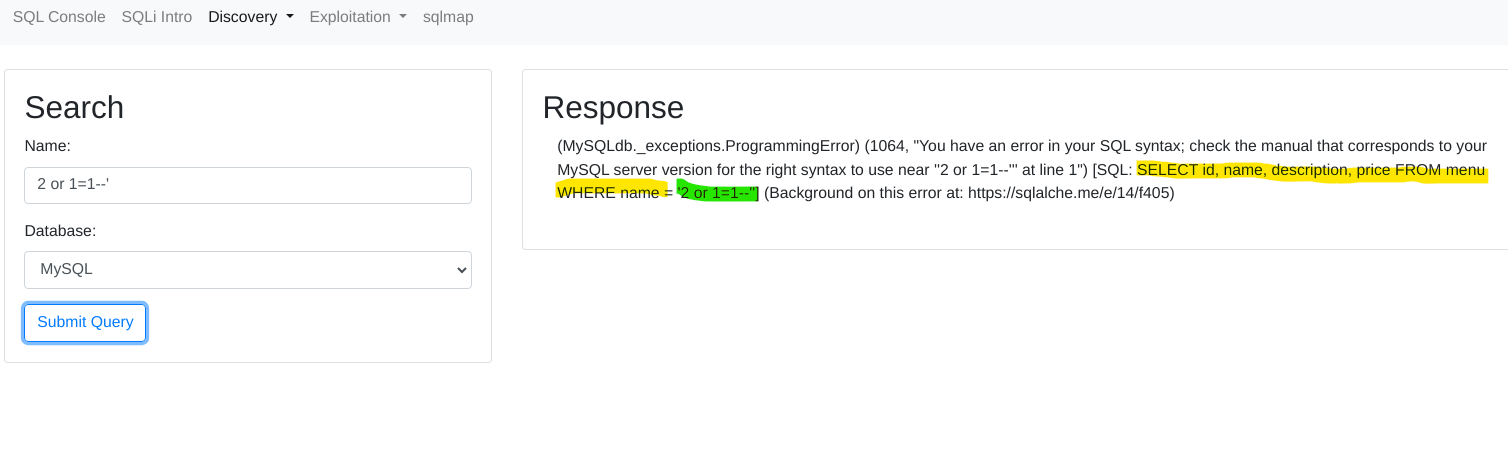 SQL Console SQLi Intro Discovery Exploitation sqlmap
Search
Name:
2 or 1=1--'
Database:
MySQL
Submit Query
Response
(MySQLdb._exceptions.ProgrammingError) (1064, "You have an error in your SQL syntax; check the manual that corresponds to your
MySQL server version for the right syntax to use near ''2 or 1=1--''' at line 1") [SQL: SELECT id, name, description, price FROM menu
WHERE name = '2 or 1=1--''] (Background on this error at: https://sqlalche.me/e/14/f405)